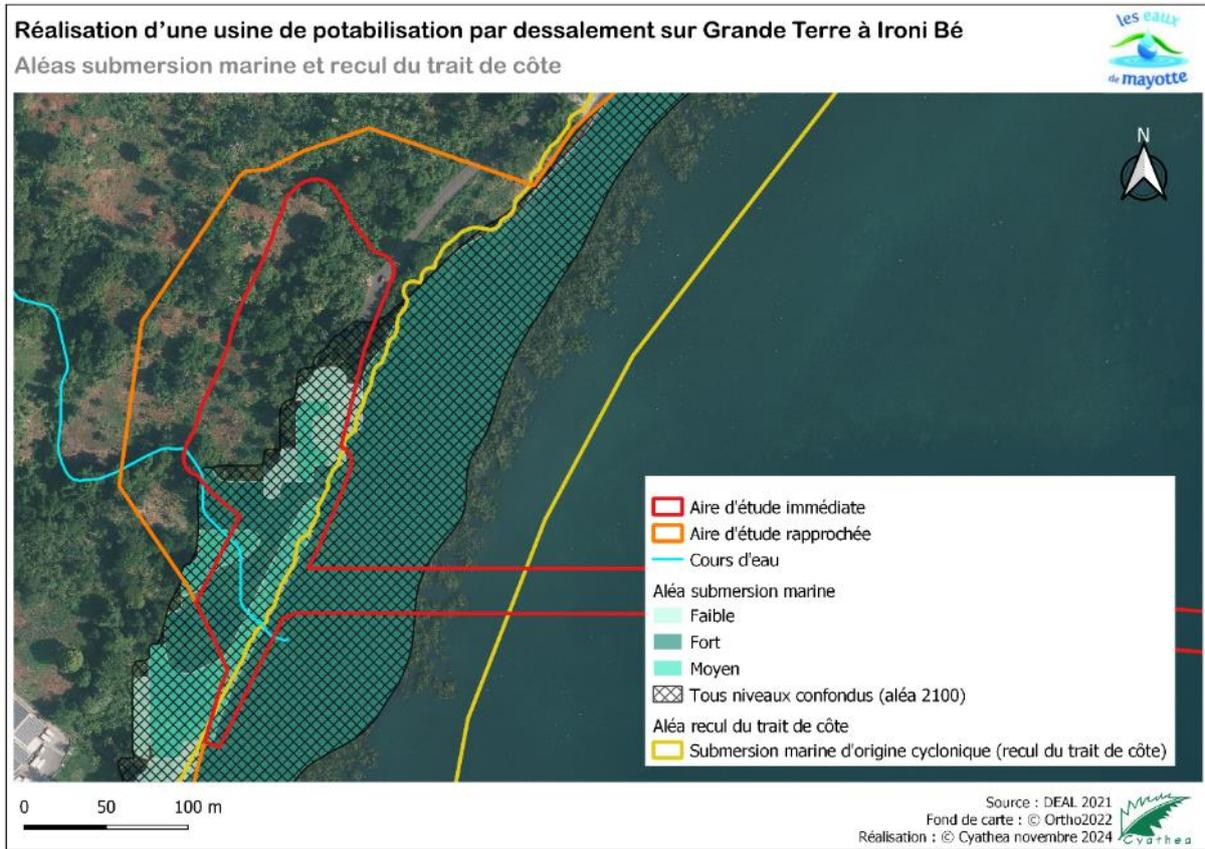 Réalisation d'une usine de potabilisation par dessalement sur Grande Terre à Ironi Bé
Aléas submersion marine et recul du trait de côte
les eaux
de mayotte
N
Aire d'étude immédiate
Aire d'étude rapprochée
Cours d'eau
Aléa submersion marine
Faible
Fort
Moyen
Tous niveaux confondus (aléa 2100)
Aléa recul du trait de côte
Submersion marine d'origine cyclonique (recul du trait de côte)
0 50 100 m
Source : DEAL 2021
Fond de carte : © Ortho2022
Réalisation : © Cyathea novembre 2024
Cyathea